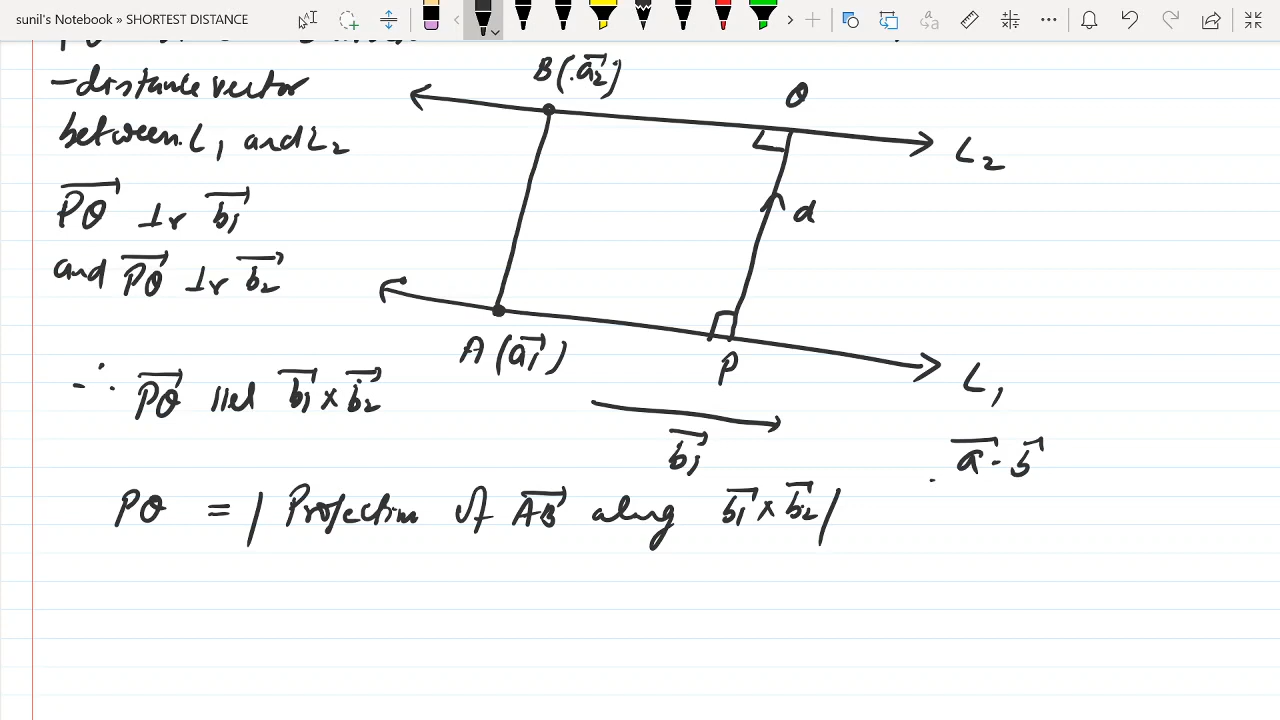 sunil's Notebook » SHORTEST DISTANCE
-distance vector
between L₁ and L₂
PQ⃗ ⊥r b₁⃗
and PQ⃗ ⊥r b₂⃗
∴ PQ⃗ llel b₁⃗ × b₂⃗
B(a₂⃗)
Q
L₂
d
A(a₁⃗)
P
L₁
b₁⃗
a⃗ · b⃗
PQ = | Projection of AB⃗ along b₁⃗ × b₂⃗ |